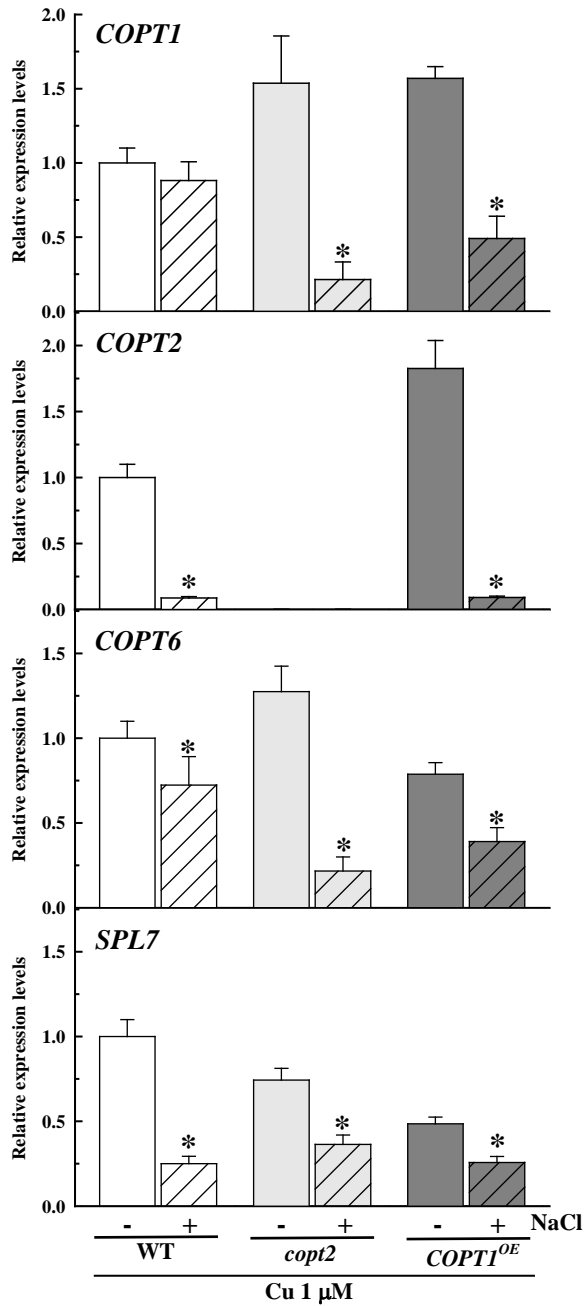 COPT1
Relative expression levels
2.0
1.5
1.0
0.5
0.0
*
*
COPT2
Relative expression levels
2.0
1.5
1.0
0.5
0.0
*
*
COPT6
Relative expression levels
1.5
1.0
0.5
0.0
*
*
*
SPL7
Relative expression levels
1.5
1.0
0.5
0.0
*
*
*
- + - + - + NaCl
WT copt2 COPT1OE
Cu 1 μM